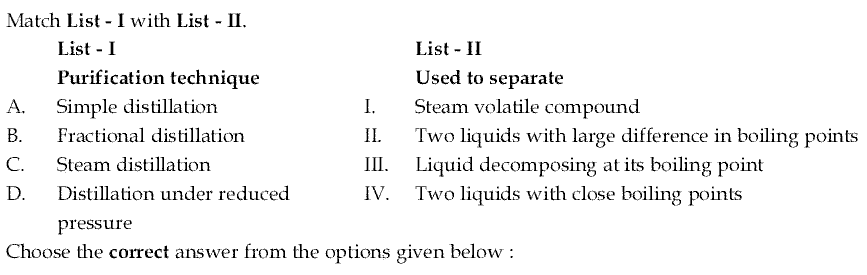 Match List - I with List - II.
List - I List - II
Purification technique Used to separate
A. Simple distillation I. Steam volatile compound
B. Fractional distillation II. Two liquids with large difference in boiling points
C. Steam distillation III. Liquid decomposing at its boiling point
D. Distillation under reduced IV. Two liquids with close boiling points
pressure
Choose the correct answer from the options given below :